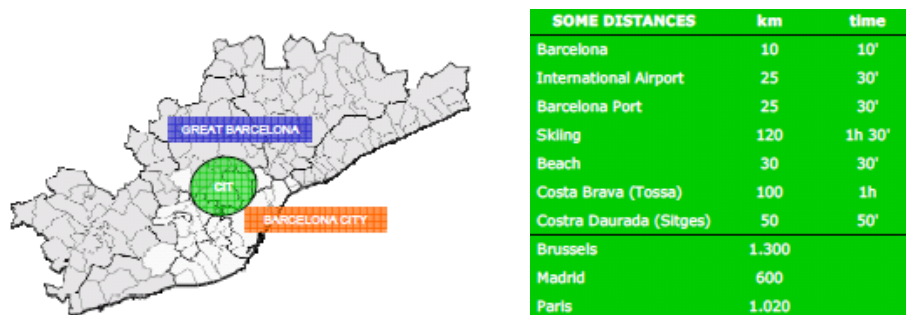 GREAT BARCELONA
CIT
BARCELONA CITY
SOME DISTANCES km time
Barcelona 10 10'
International Airport 25 30'
Barcelona Port 25 30'
Skiing 120 1h 30'
Beach 30 30'
Costa Brava (Tossa) 100 1h
Costra Daurada (Sitges) 50 50'
Brussels 1.300
Madrid 600
Paris 1.020